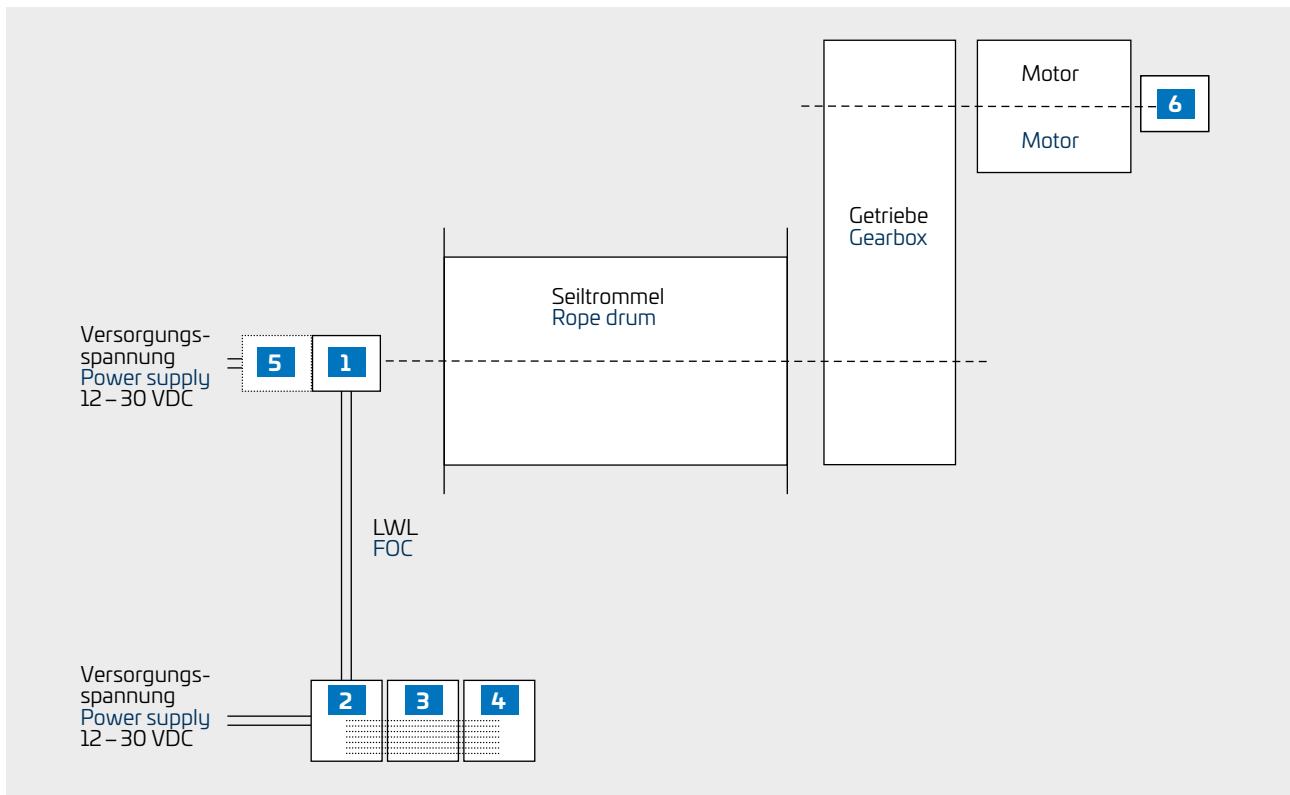 Motor
6
Motor
Getriebe
Gearbox
Seiltrommel
Rope drum
Versorgungs-
spannung
Power supply
12 – 30 VDC
5
1
LWL
FOC
Versorgungs-
spannung
Power supply
12 – 30 VDC
2
3
4